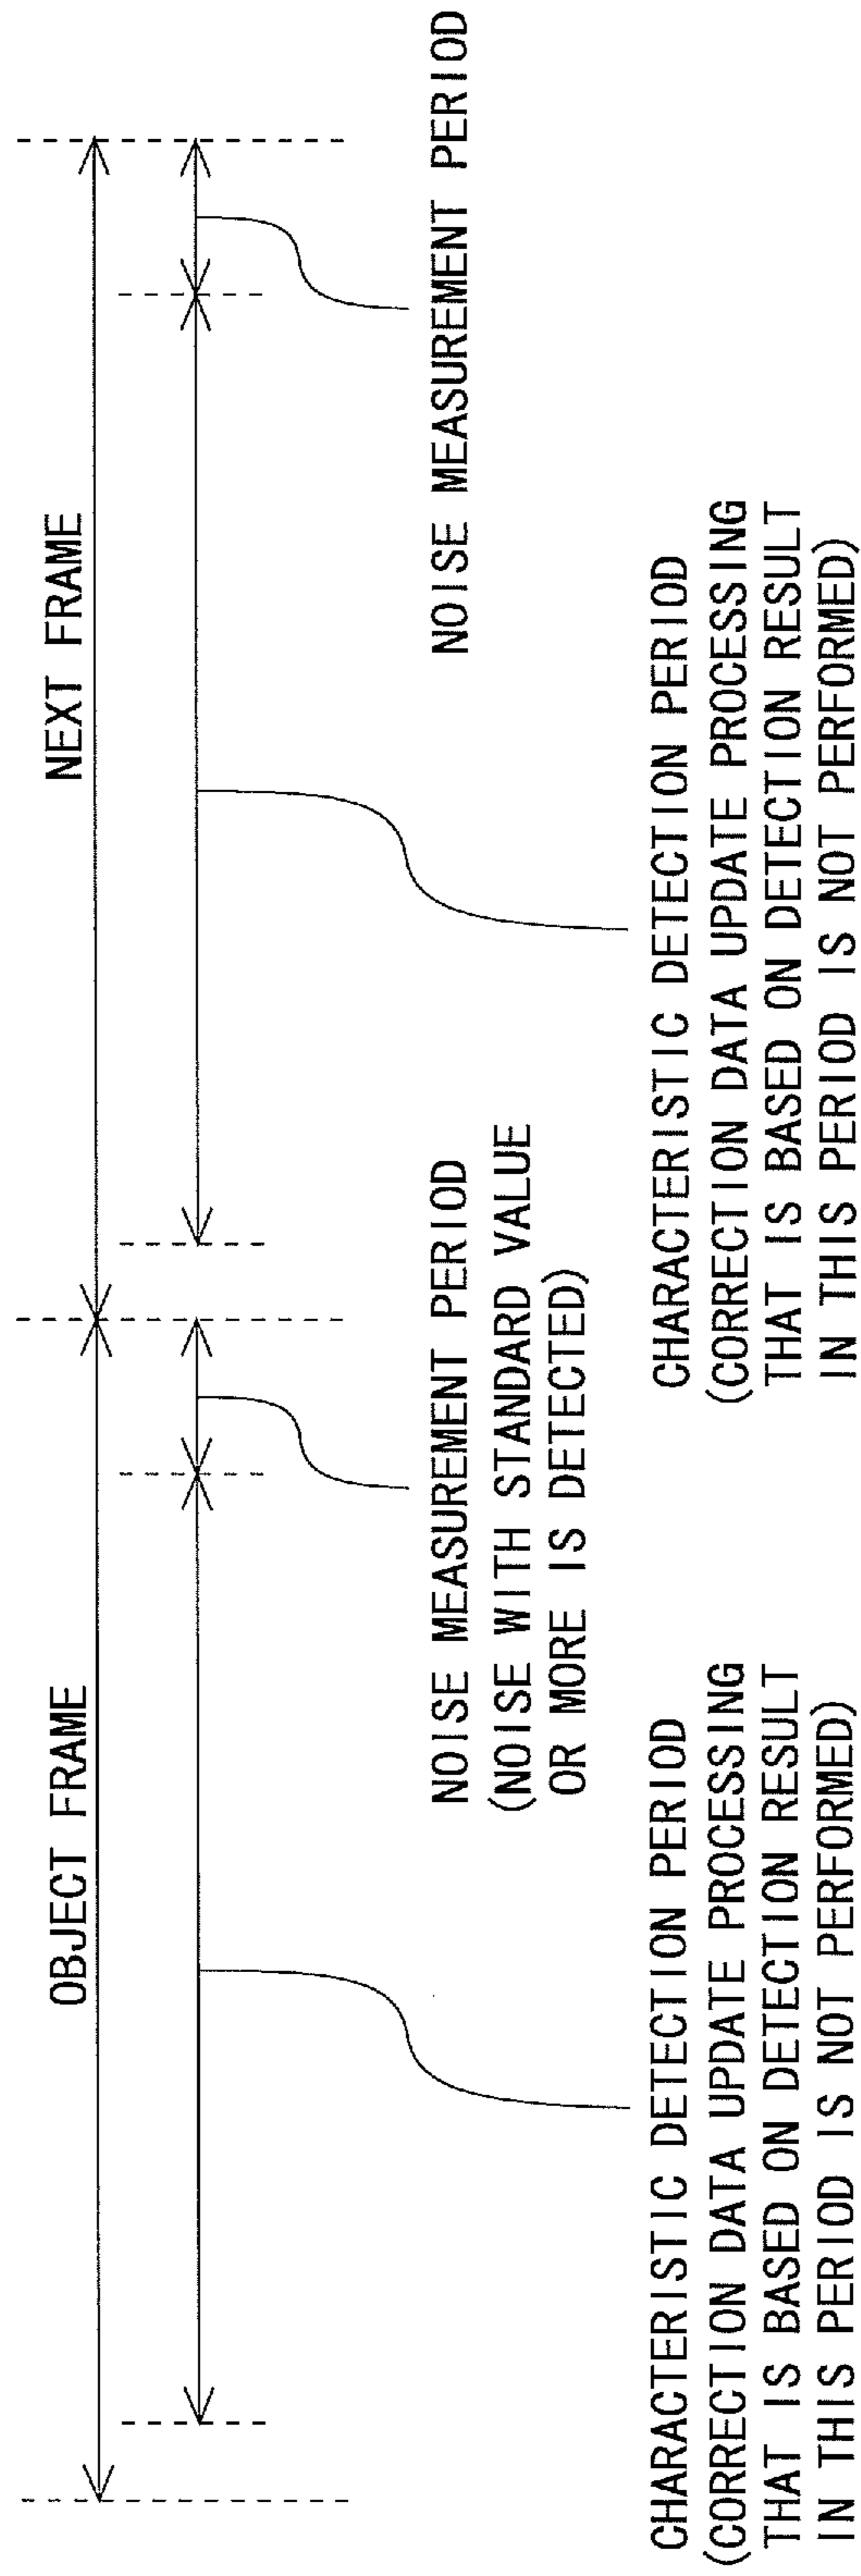 OBJECT FRAME
NEXT FRAME
NOISE MEASUREMENT PERIOD
(NOISE WITH STANDARD VALUE
OR MORE IS DETECTED)
NOISE MEASUREMENT PERIOD
CHARACTERISTIC DETECTION PERIOD
(CORRECTION DATA UPDATE PROCESSING
THAT IS BASED ON DETECTION RESULT
IN THIS PERIOD IS NOT PERFORMED)
CHARACTERISTIC DETECTION PERIOD
(CORRECTION DATA UPDATE PROCESSING
THAT IS BASED ON DETECTION RESULT
IN THIS PERIOD IS NOT PERFORMED)